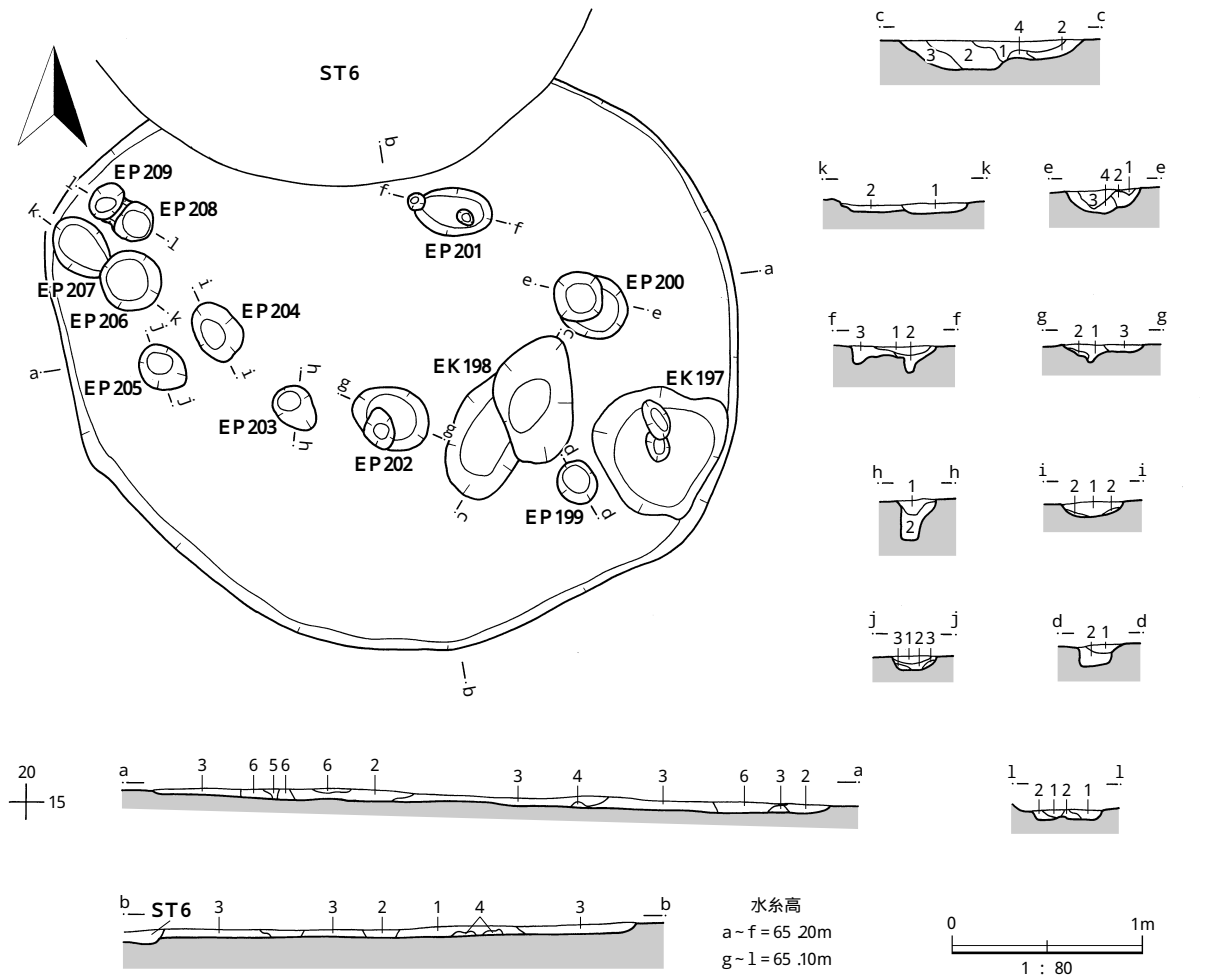 ST6
b
EP209
l
f
k
EP208
f
l
EP201
a
EP207
i
e
EP200
EP206
k
EP204
e
j
c
a
EP205
i
h
EK198
EK197
j
g
EP203
h
g
d
EP202
c
EP199
d
b
c 4 2 c
3 2 1
k 2 1 k
e 4 2 1 e
3
f 3 1 2 f
g 2 1 3 g
h 1 h
2
i 2 1 2 i
j j
3 1 2 3
d 2 1 d
20
15
a 3 6 5 6 6 2 3 4 3 6 3 2 a
l l
2 1 2 1
b ST6 3 3 2 1 4 3 b
水糸高
a~f=65.20m
g~l=65.10m
0 1m
1 : 80